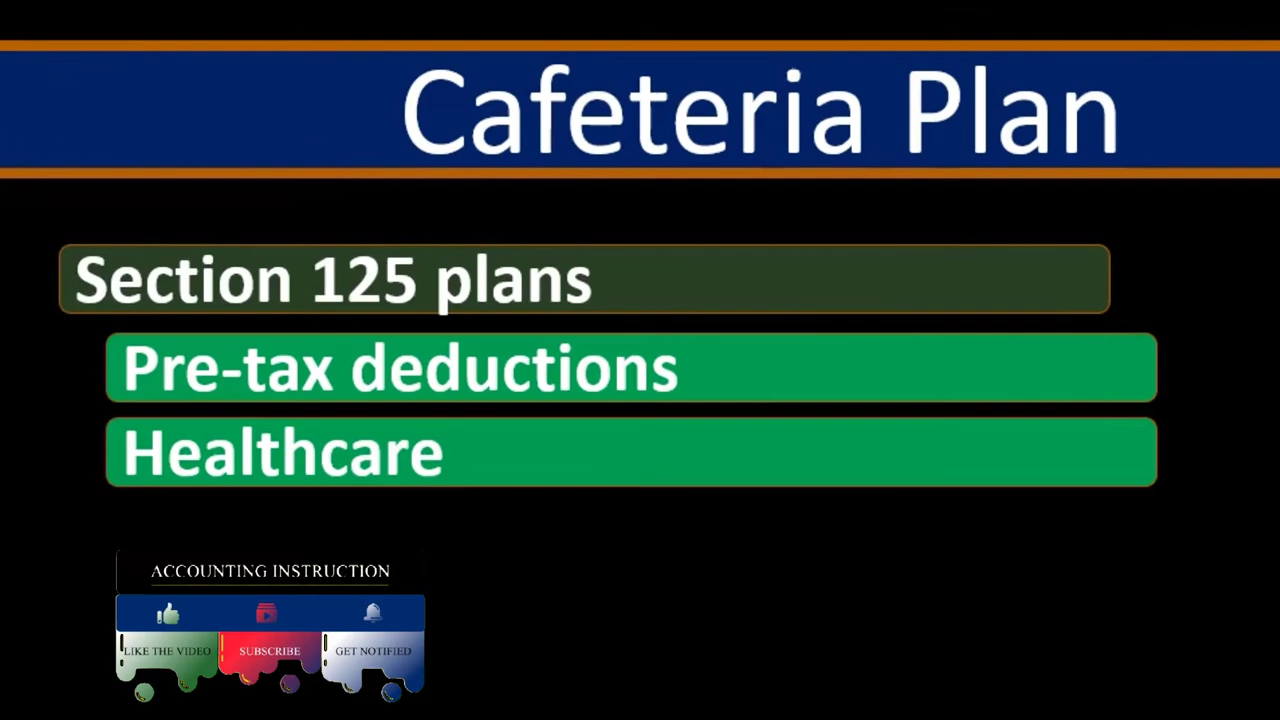 Cafeteria Plan
Section 125 plans
Pre-tax deductions
Healthcare
ACCOUNTING INSTRUCTION
LIKE THE VIDEO SUBSCRIBE GET NOTIFIED